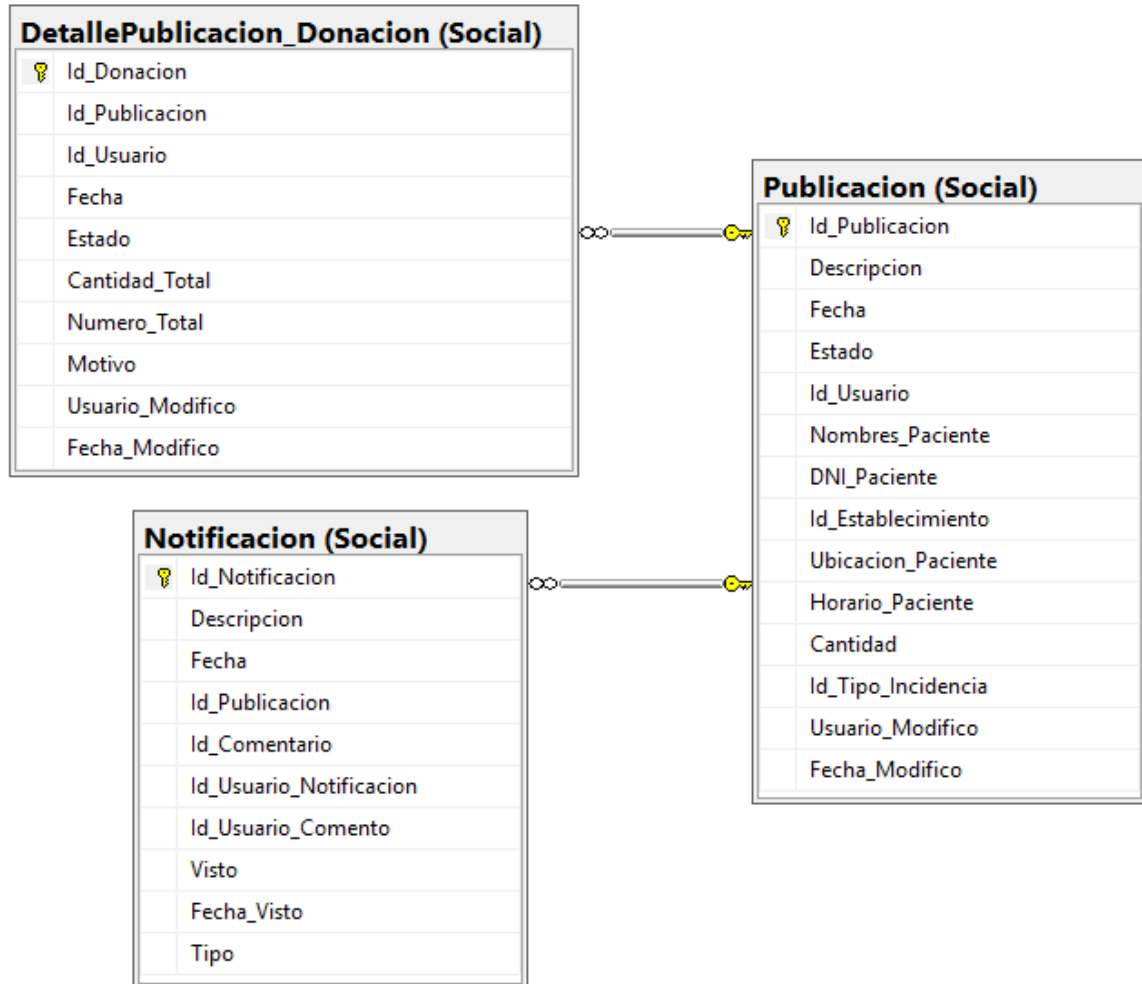 DetallePublicacion_Donacion (Social)
Id_Donacion
Id_Publicacion
Id_Usuario
Fecha
Estado
Cantidad_Total
Numero_Total
Motivo
Usuario_Modifico
Fecha_Modifico
Publicacion (Social)
Id_Publicacion
Descripcion
Fecha
Estado
Id_Usuario
Nombres_Paciente
DNI_Paciente
Id_Establecimiento
Ubicacion_Paciente
Horario_Paciente
Cantidad
Id_Tipo_Incidencia
Usuario_Modifico
Fecha_Modifico
Notificacion (Social)
Id_Notificacion
Descripcion
Fecha
Id_Publicacion
Id_Comentario
Id_Usuario_Notificacion
Id_Usuario_Comento
Visto
Fecha_Visto
Tipo